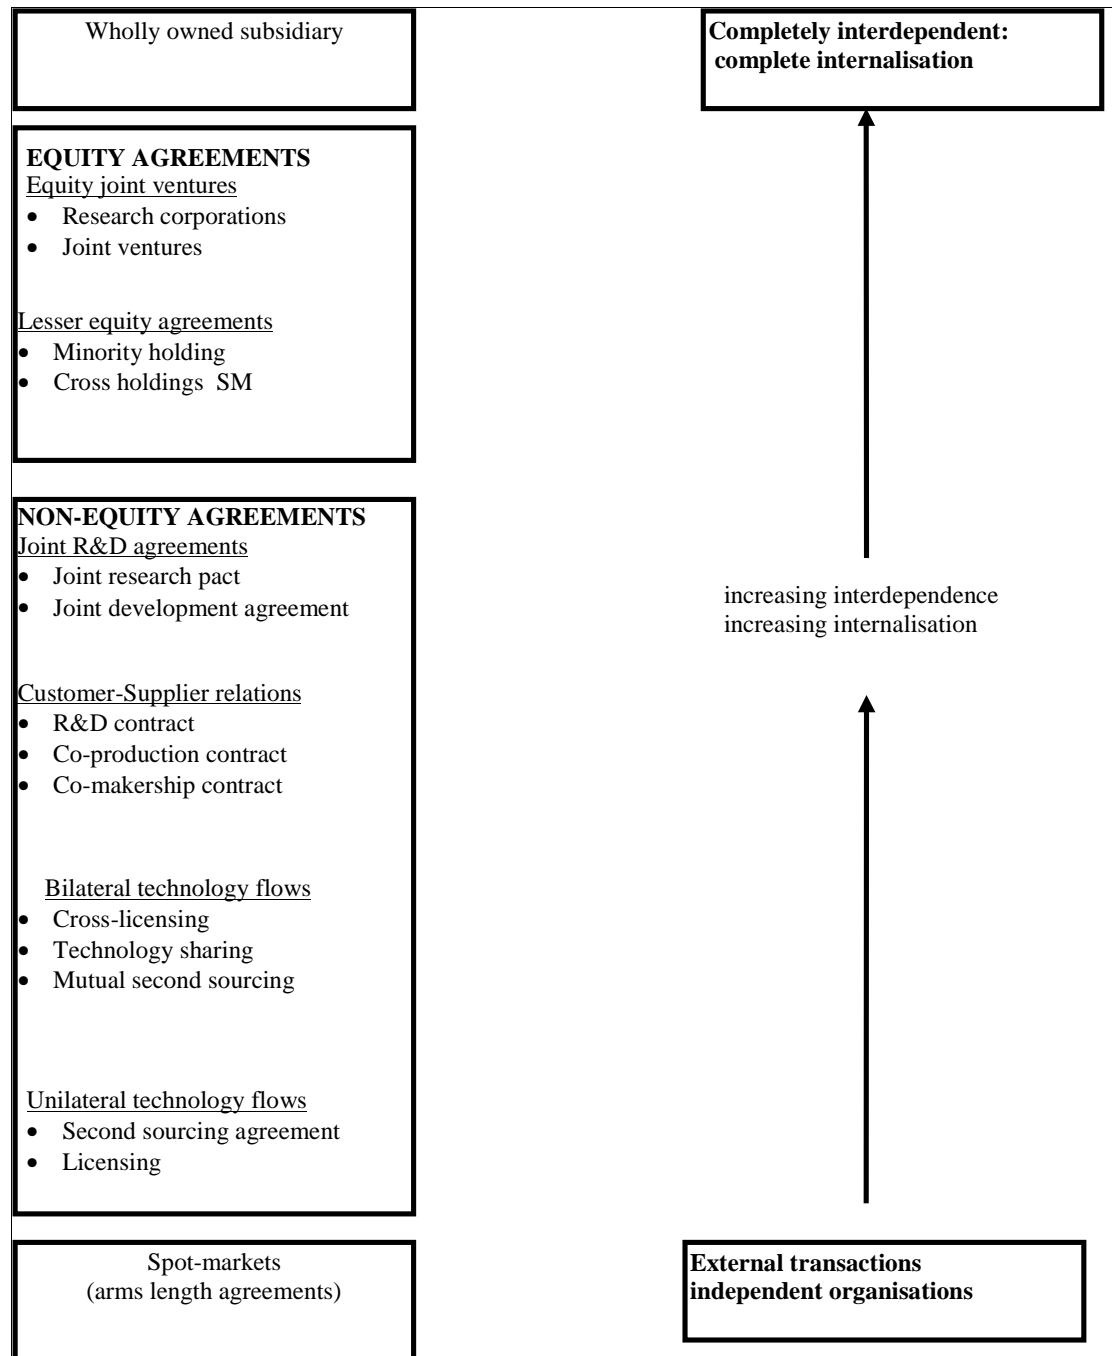 Wholly owned subsidiary
Completely interdependent:
complete internalisation
EQUITY AGREEMENTS
Equity joint ventures
• Research corporations
• Joint ventures
Lesser equity agreements
• Minority holding
• Cross holdings SM
NON-EQUITY AGREEMENTS
Joint R&D agreements
• Joint research pact
• Joint development agreement
increasing interdependence
increasing internalisation
Customer-Supplier relations
• R&D contract
• Co-production contract
• Co-makership contract
Bilateral technology flows
• Cross-licensing
• Technology sharing
• Mutual second sourcing
Unilateral technology flows
• Second sourcing agreement
• Licensing
Spot-markets
(arms length agreements)
External transactions
independent organisations